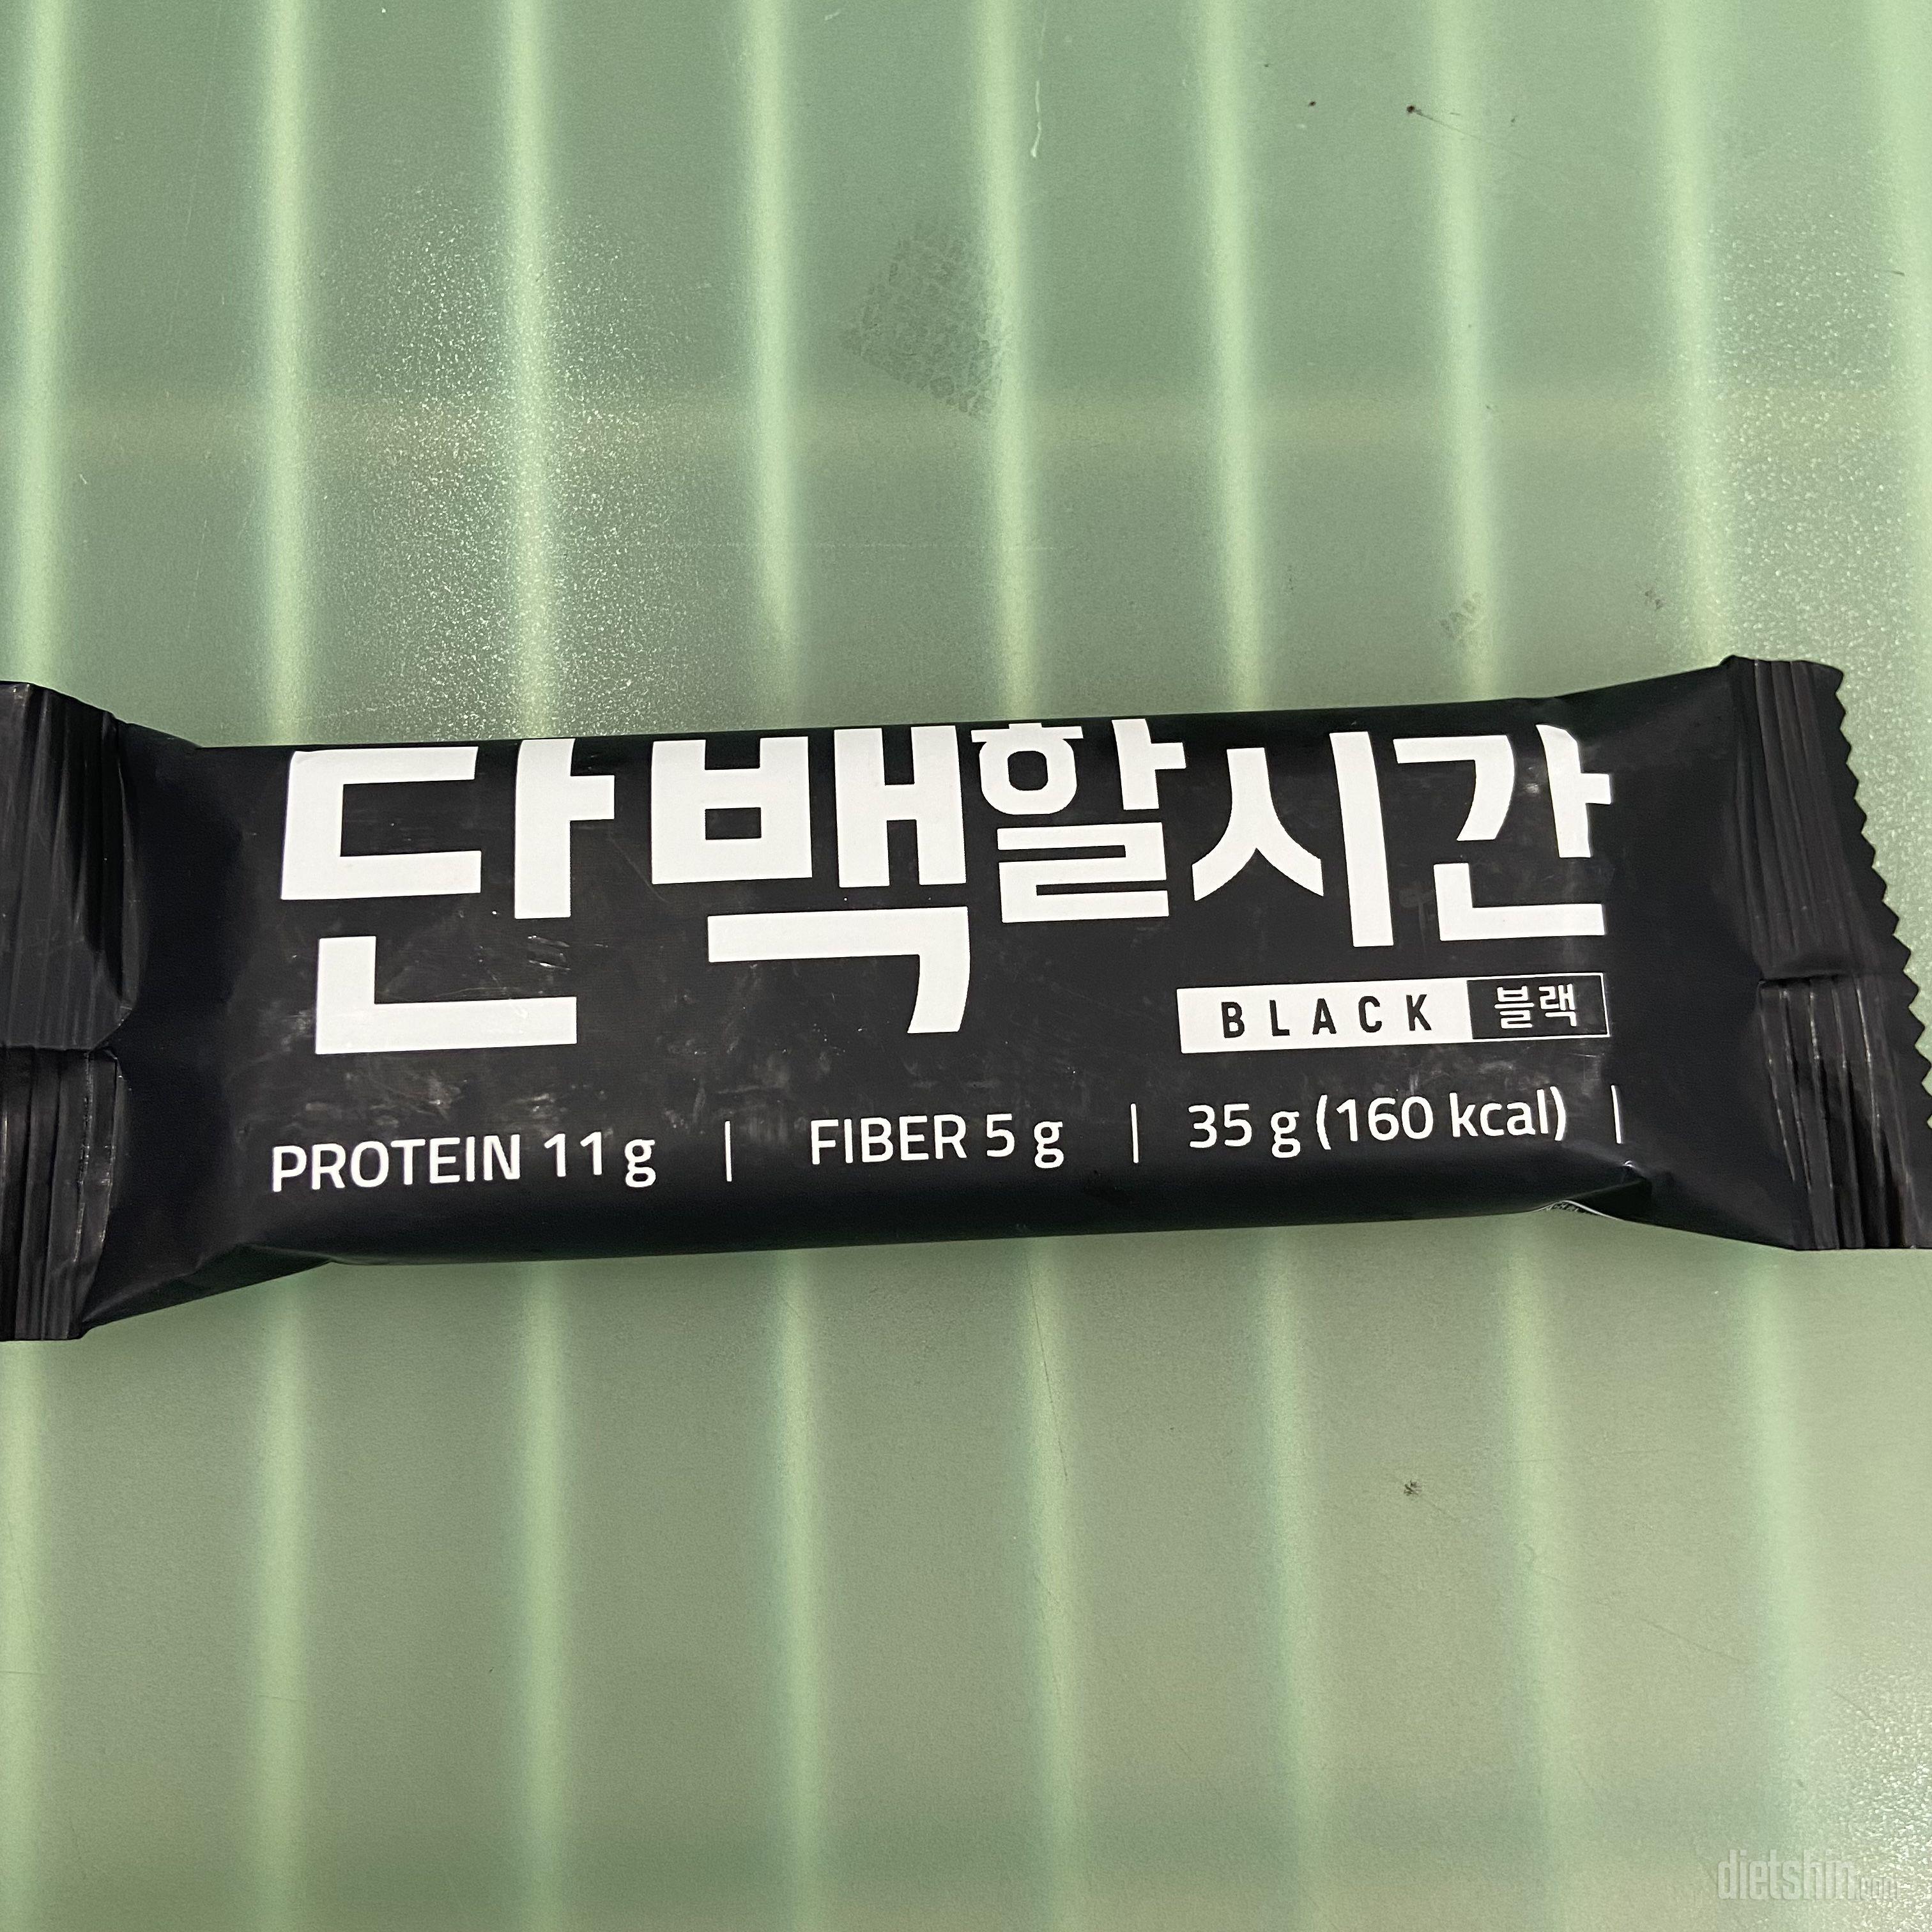 단백할시간
BLACK 블랙
PROTEIN 11 g | FIBER 5 g | 35 g (160 kcal) |
dietshin.com